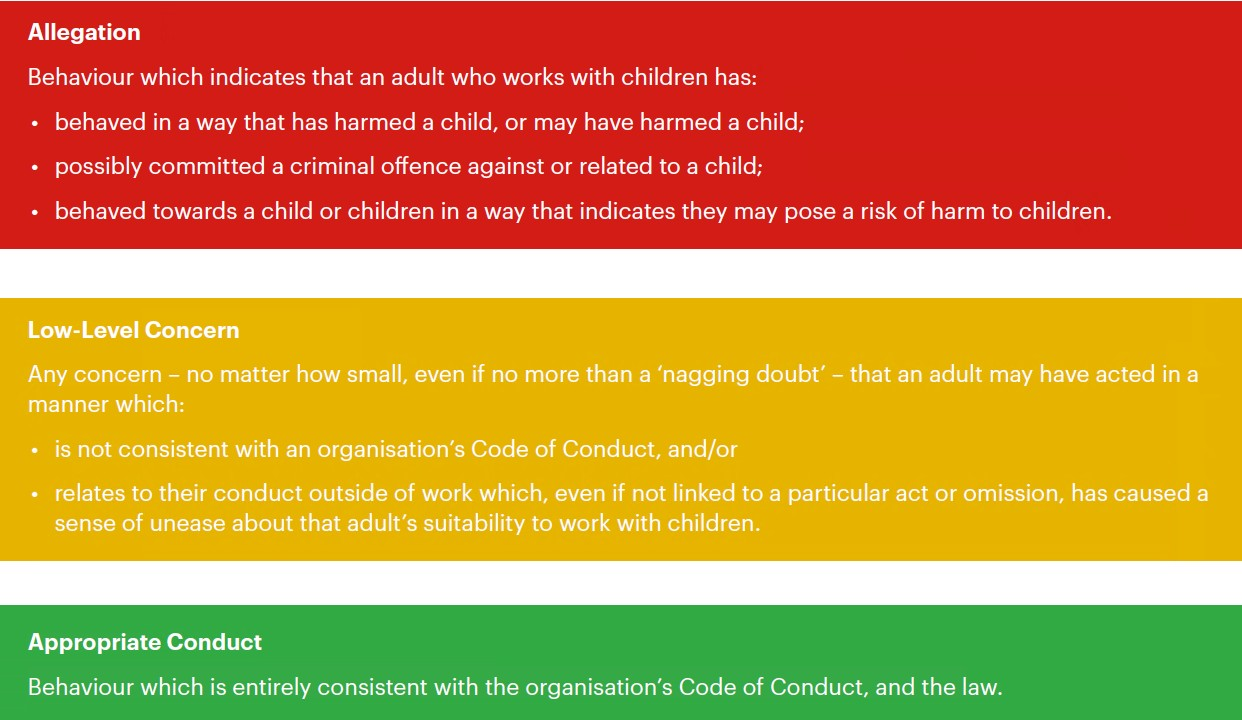 Allegation
Behaviour which indicates that an adult who works with children has:
• behaved in a way that has harmed a child, or may have harmed a child;
• possibly committed a criminal offence against or related to a child;
• behaved towards a child or children in a way that indicates they may pose a risk of harm to children.
Low-Level Concern
Any concern – no matter how small, even if no more than a ‘nagging doubt’ – that an adult may have acted in a
manner which:
• is not consistent with an organisation’s Code of Conduct, and/or
• relates to their conduct outside of work which, even if not linked to a particular act or omission, has caused a
sense of unease about that adult’s suitability to work with children.
Appropriate Conduct
Behaviour which is entirely consistent with the organisation’s Code of Conduct, and the law.